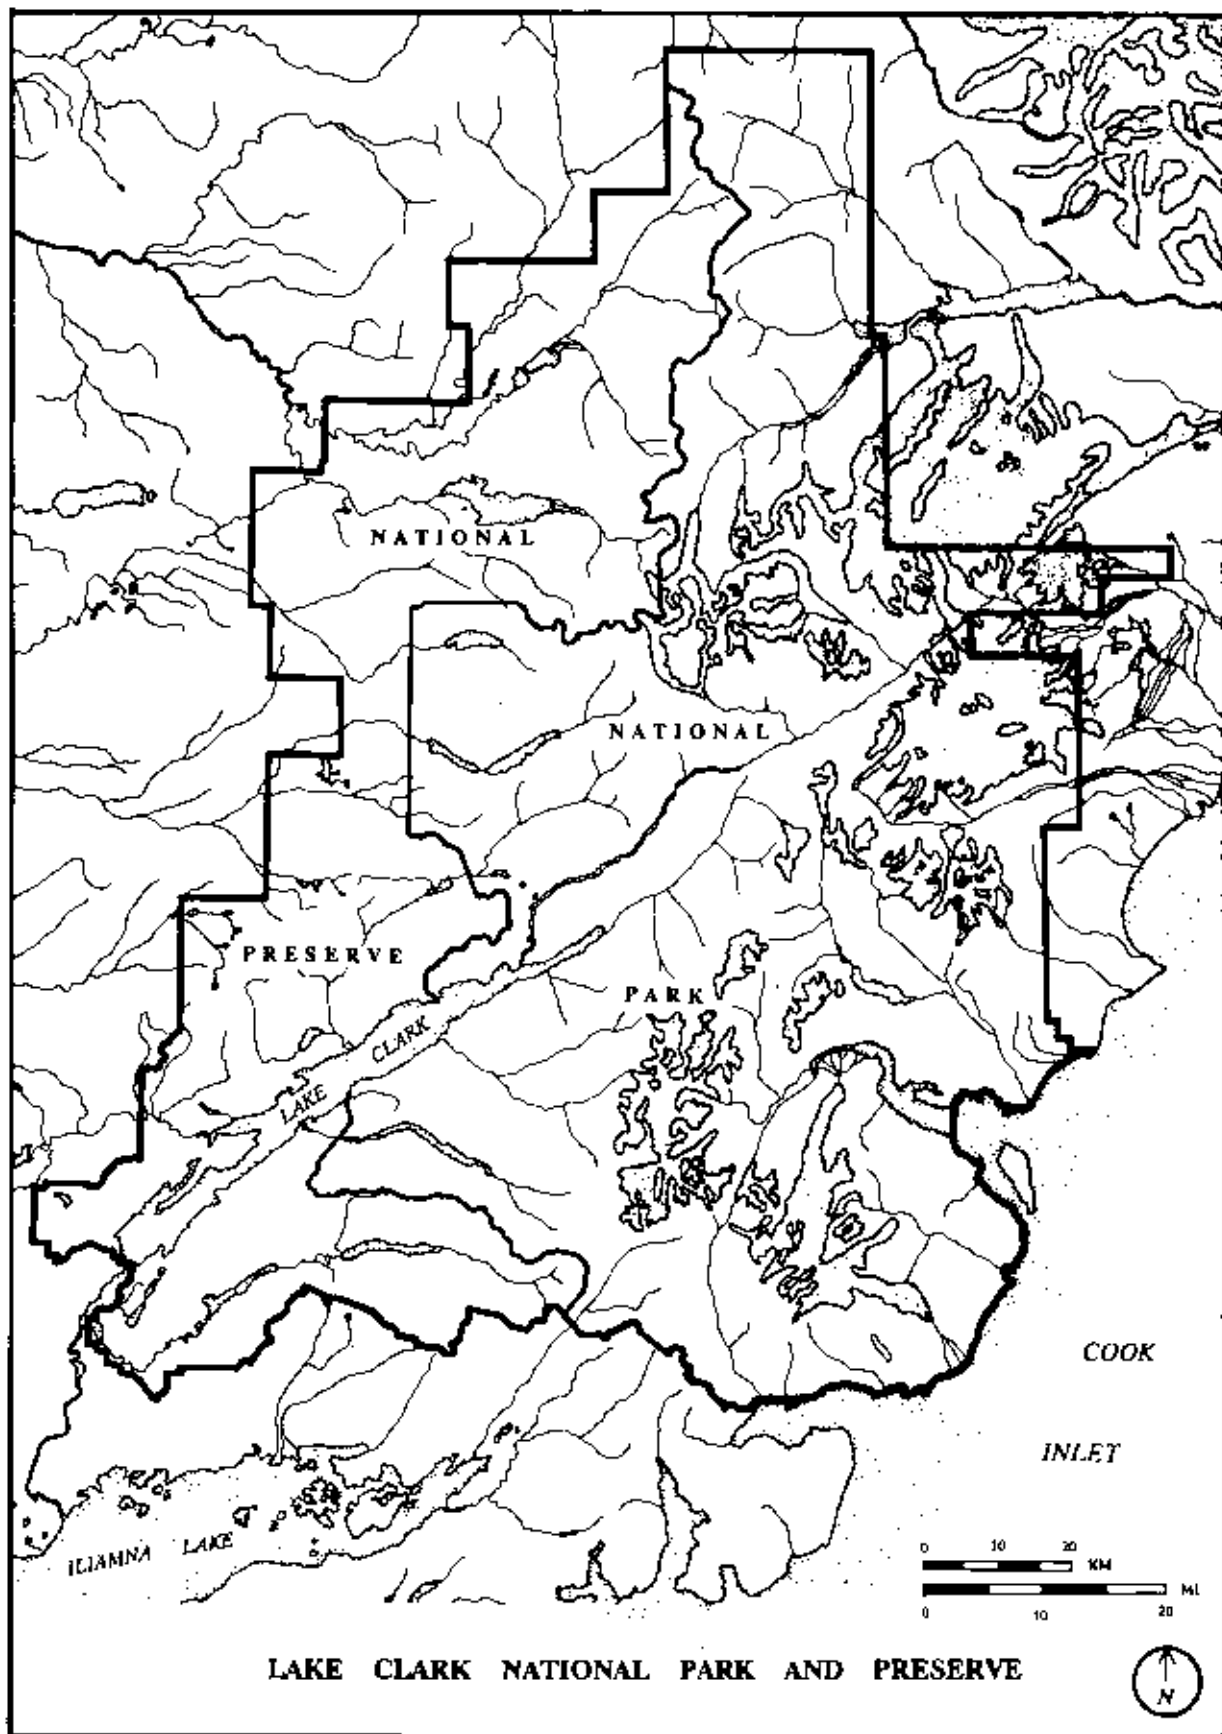 NATIONAL
NATIONAL
PRESERVE
PARK
LAKE CLARK
COOK
INLET
ILIAMNA LAKE
0 10 20
KM
MI
0 10 20
LAKE CLARK NATIONAL PARK AND PRESERVE
N